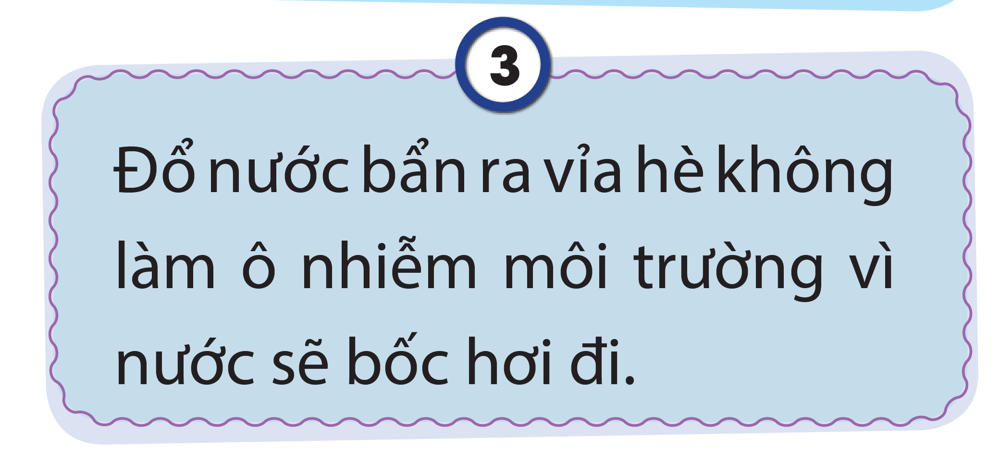 3
Đổ nước bẩn ra vỉa hè không
làm ô nhiễm môi trường vì
nước sẽ bốc hơi đi.